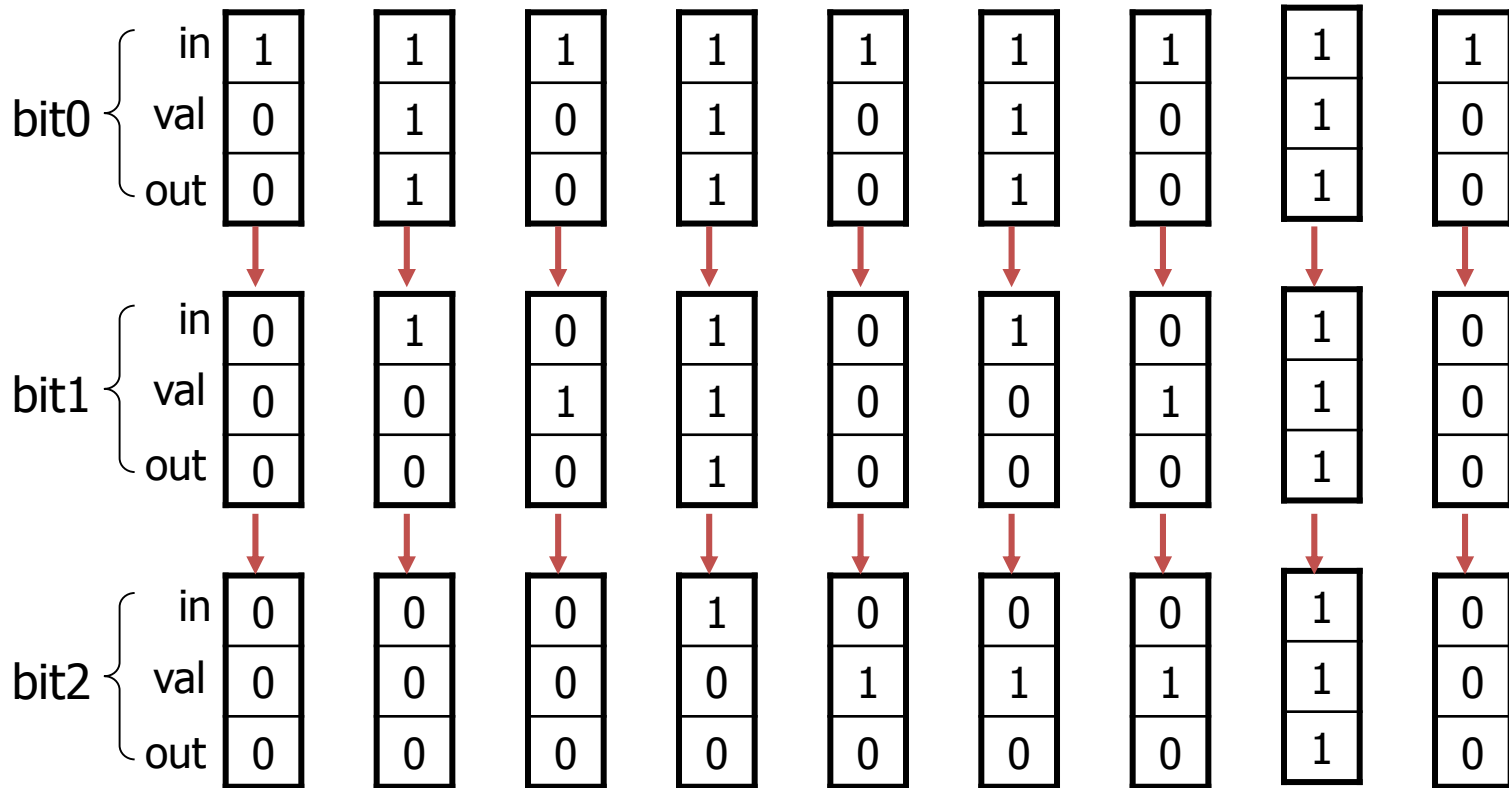 in 1 1 1 1 1 1 1 1 1
bit0 val 0 1 0 1 0 1 0 1 0
out 0 1 0 1 0 1 0 1 0
in 0 1 0 1 0 1 0 1 0
bit1 val 0 0 1 1 0 0 1 1 0
out 0 0 0 1 0 0 0 1 0
in 0 0 0 1 0 0 0 1 0
bit2 val 0 0 0 0 1 1 1 1 0
out 0 0 0 0 0 0 0 1 0